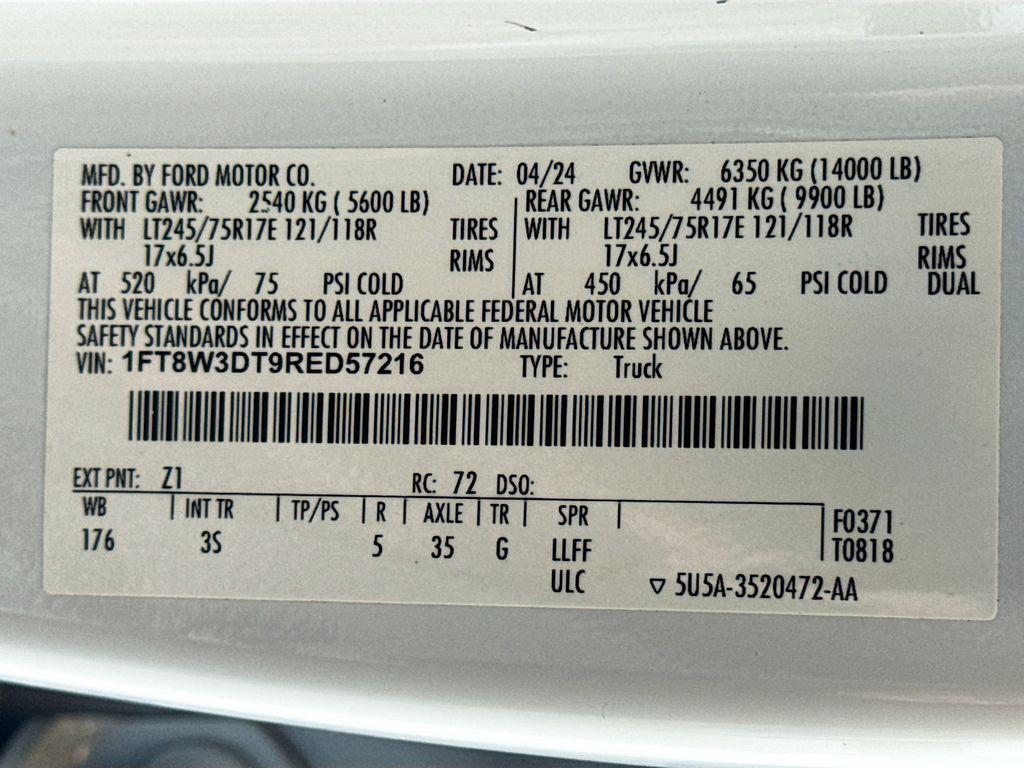 MFD. BY FORD MOTOR CO. DATE: 04/24 GVWR: 6350 KG (14000 LB)
FRONT GAWR: 2540 KG ( 5600 LB) REAR GAWR: 4491 KG ( 9900 LB)
WITH LT245/75R17E 121/118R TIRES WITH LT245/75R17E 121/118R TIRES
17x6.5J RIMS 17x6.5J RIMS
AT 520 kPa/ 75 PSI COLD AT 450 kPa/ 65 PSI COLD DUAL
THIS VEHICLE CONFORMS TO ALL APPLICABLE FEDERAL MOTOR VEHICLE
SAFETY STANDARDS IN EFFECT ON THE DATE OF MANUFACTURE SHOWN ABOVE.
VIN: 1FT8W3DT9RED57216 TYPE: Truck
EXT PNT: Z1 RC: 72 DSO:
WB INT TR TP/PS R AXLE TR SPR F0371
176 3S 5 35 G LLFF T0818
ULC ▽ 5U5A-3520472-AA